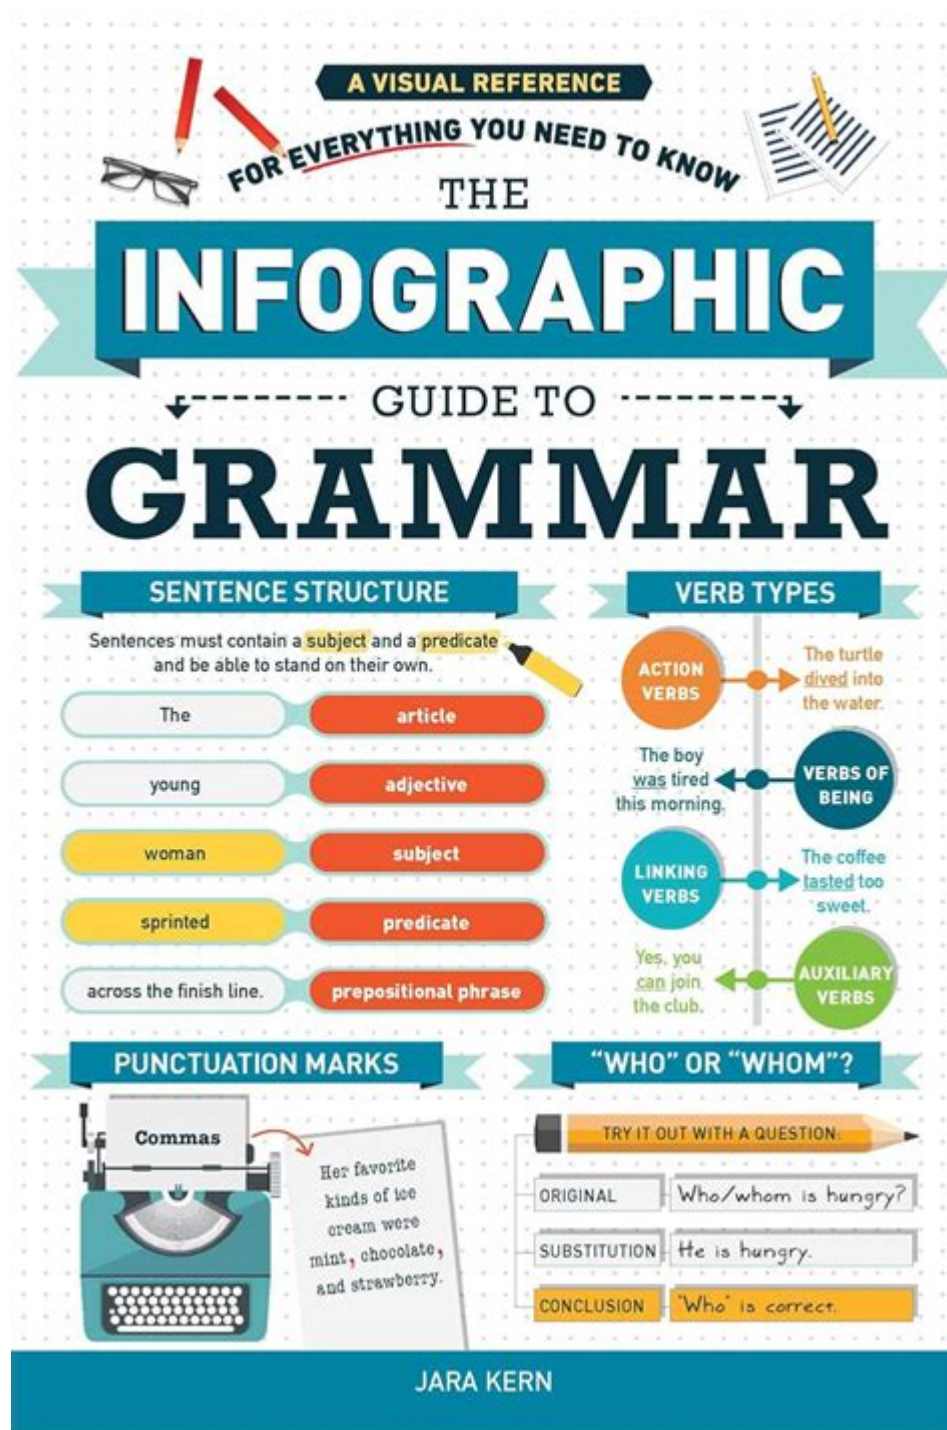 A VISUAL REFERENCE
FOR EVERYTHING YOU NEED TO KNOW
THE
INFOGRAPHIC
GUIDE TO
GRAMMAR
SENTENCE STRUCTURE
Sentences must contain a subject and a predicate
and be able to stand on their own.
The article
young adjective
woman subject
sprinted predicate
across the finish line. prepositional phrase
VERB TYPES
ACTION
VERBS
The turtle
dived into
the water.
The boy
was tired
this morning.
VERBS OF
BEING
LINKING
VERBS
The coffee
tasted too
sweet.
Yes, you
can join
the club.
AUXILIARY
VERBS
PUNCTUATION MARKS
Commas
Her favorite
kinds of ice
cream were
mint, chocolate,
and strawberry.
"WHO" OR "WHOM"?
TRY IT OUT WITH A QUESTION:
ORIGINAL Who/whom is hungry?
SUBSTITUTION He is hungry.
CONCLUSION "Who" is correct.
JARA KERN